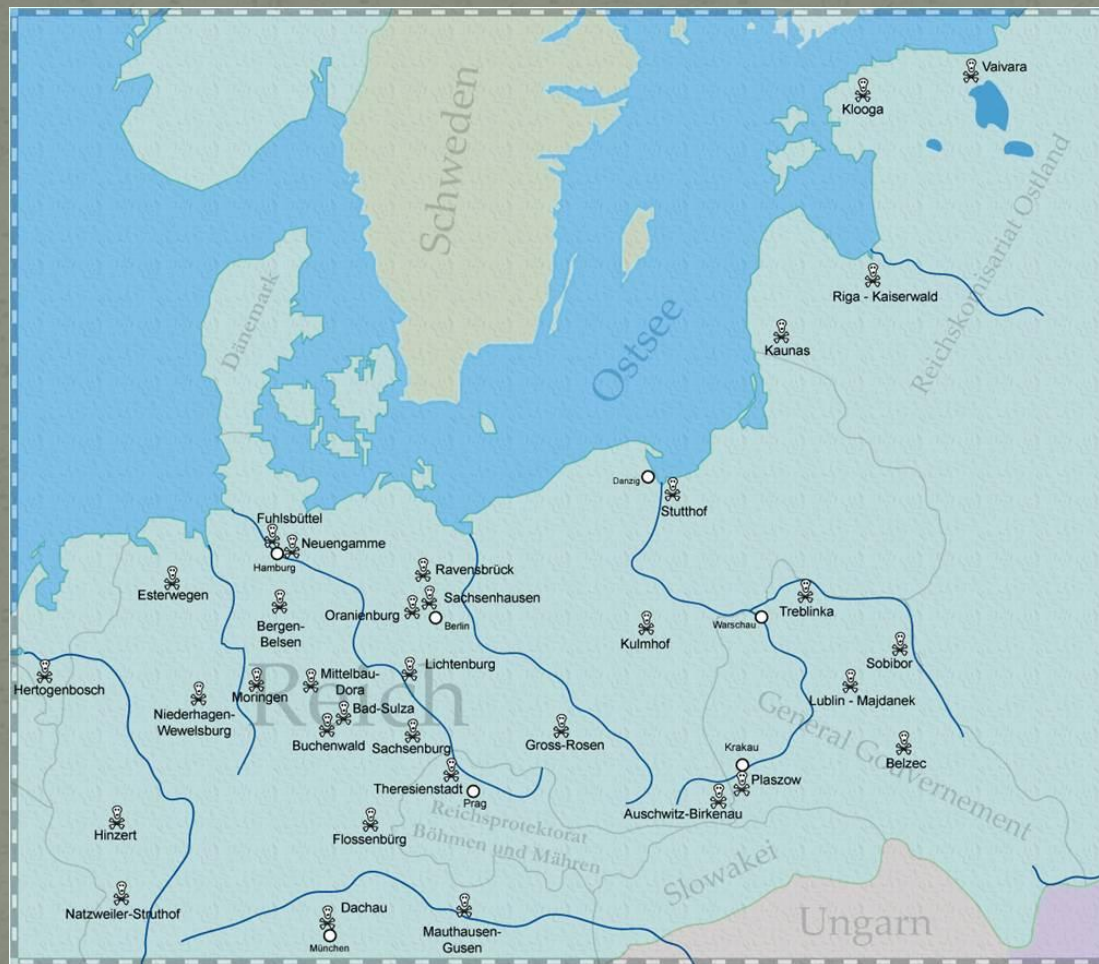 Vaivara
Klooga
Schweden
Reichskomisariat Ostland
Riga - Kaiserwald
Dänemark
Ostsee
Kaunas
Danzig
Stutthof
Fuhlsbüttel
Neuengamme
Hamburg
Ravensbrück
Esterwegen
Sachsenhausen
Oranienburg
Berlin
Treblinka
Warschau
Bergen-
Belsen
Kulmhof
Sobibor
Lichtenburg
Hertogenbosch
Mittelbau-
Dora
Moringen
Reich
Lublin - Majdanek
Niederhagen-
Wewelsburg
Bad-Sulza
Buchenwald
Sachsenburg
Gross-Rosen
General Gouvernement
Krakau
Belzec
Plaszow
Theresienstadt
Prag
Auschwitz-Birkenau
Reichsprotektorat
Böhmen und Mähren
Hinzert
Flossenbürg
Slowakei
Natzweiler-Struthof
Dachau
München
Mauthausen-
Gusen
Ungarn